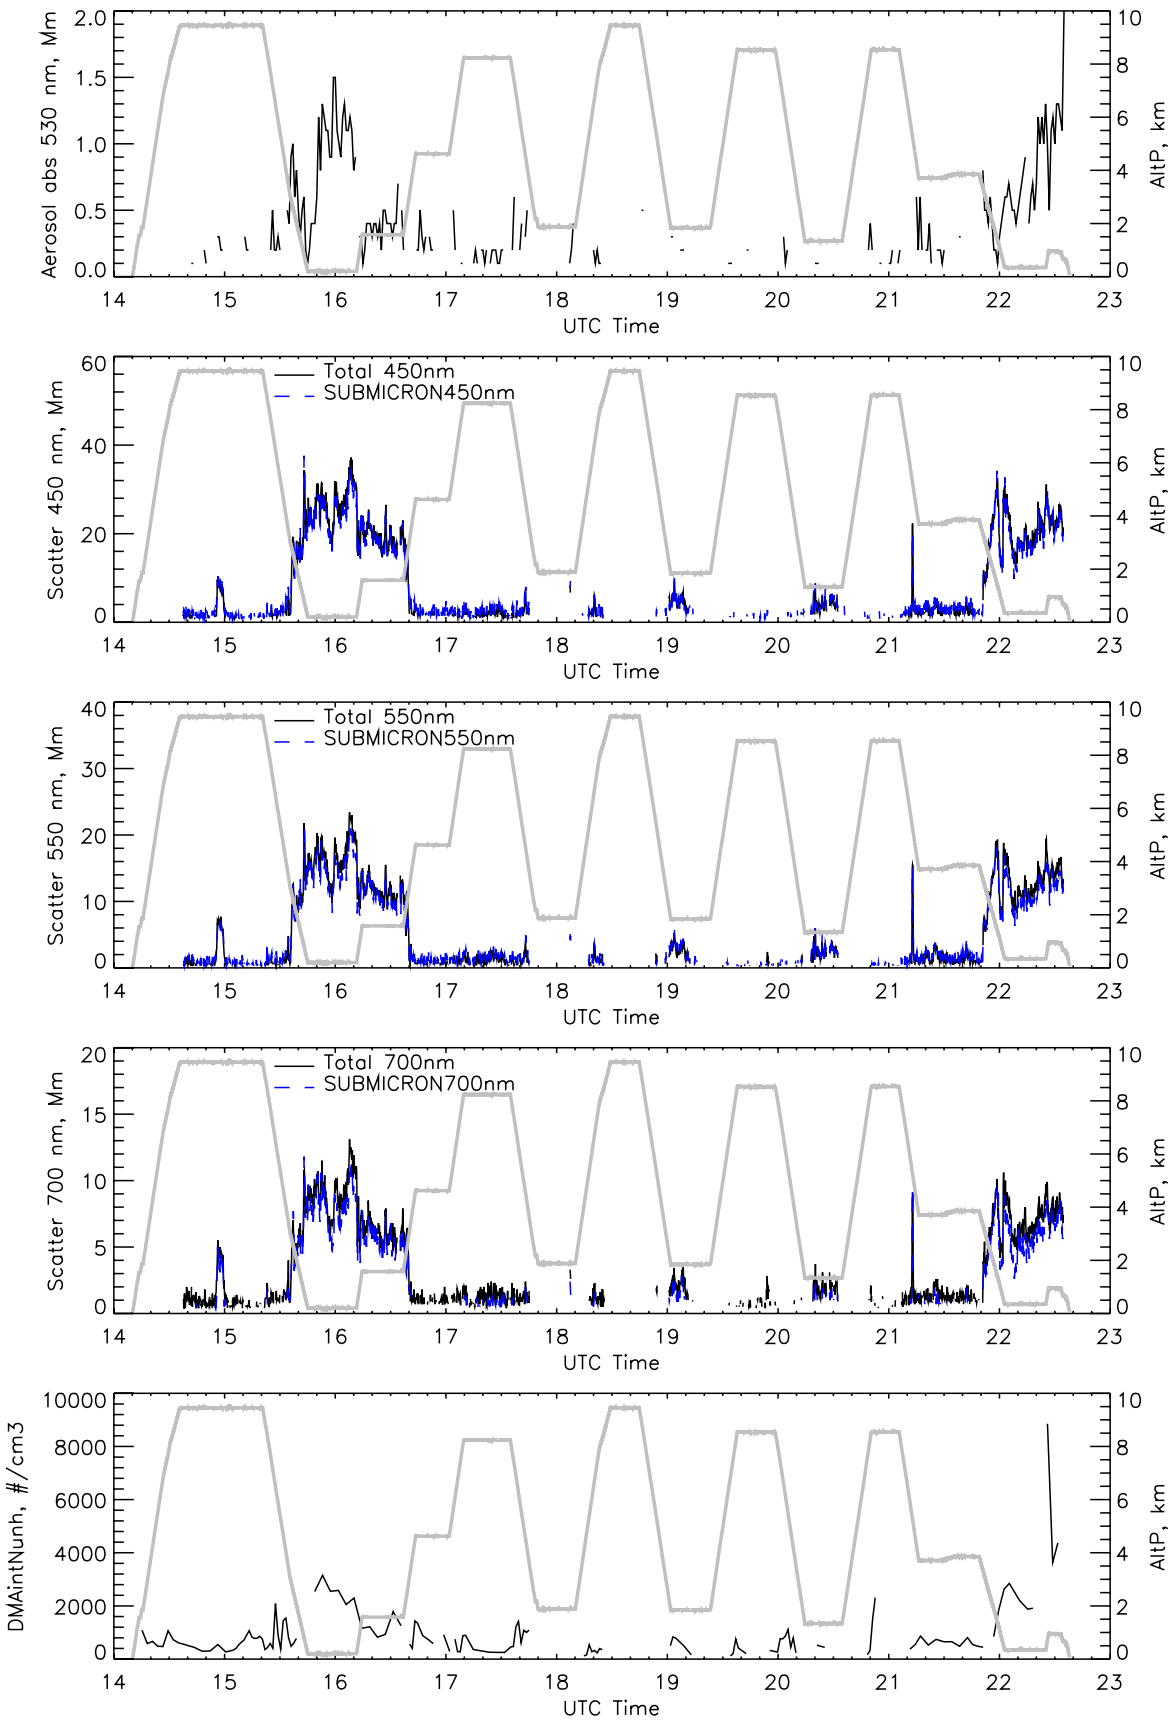 Aerosol abs 530 nm, Mm
2.0
1.5
1.0
0.5
0.0
10
8
6
4
2
0
AltP, km
14 15 16 17 18 19 20 21 22 23
UTC Time
Scatter 450 nm, Mm
60
40
20
0
Total 450nm
SUBMICRON450nm
10
8
6
4
2
0
AltP, km
14 15 16 17 18 19 20 21 22 23
UTC Time
Scatter 550 nm, Mm
40
30
20
10
0
Total 550nm
SUBMICRON550nm
10
8
6
4
2
0
AltP, km
14 15 16 17 18 19 20 21 22 23
UTC Time
Scatter 700 nm, Mm
20
15
10
5
0
Total 700nm
SUBMICRON700nm
10
8
6
4
2
0
AltP, km
14 15 16 17 18 19 20 21 22 23
UTC Time
DMAintNunh, #/cm3
10000
8000
6000
4000
2000
0
10
8
6
4
2
0
AltP, km
14 15 16 17 18 19 20 21 22 23
UTC Time